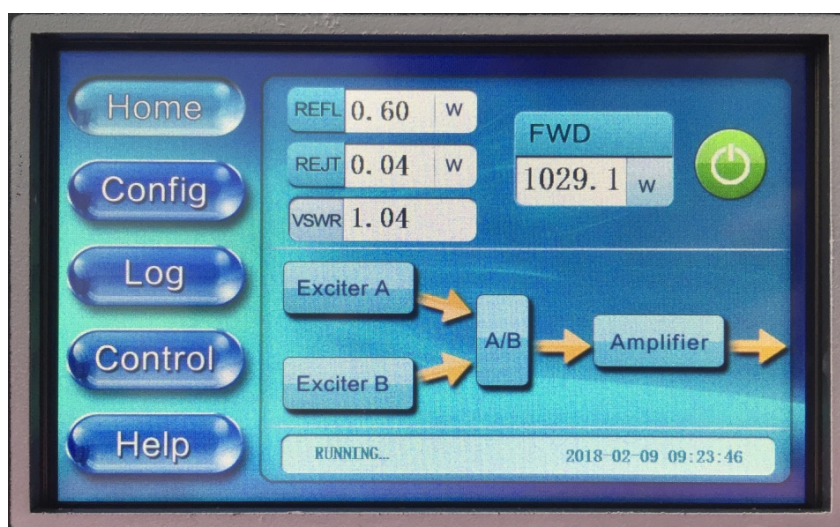 Home
Config
Log
Control
Help
REFL 0.60 W
REJT 0.04 W
VSWR 1.04
FWD
1029.1 W
Exciter A
Exciter B
A/B
Amplifier
RUNNING... 2018-02-09 09:23:46